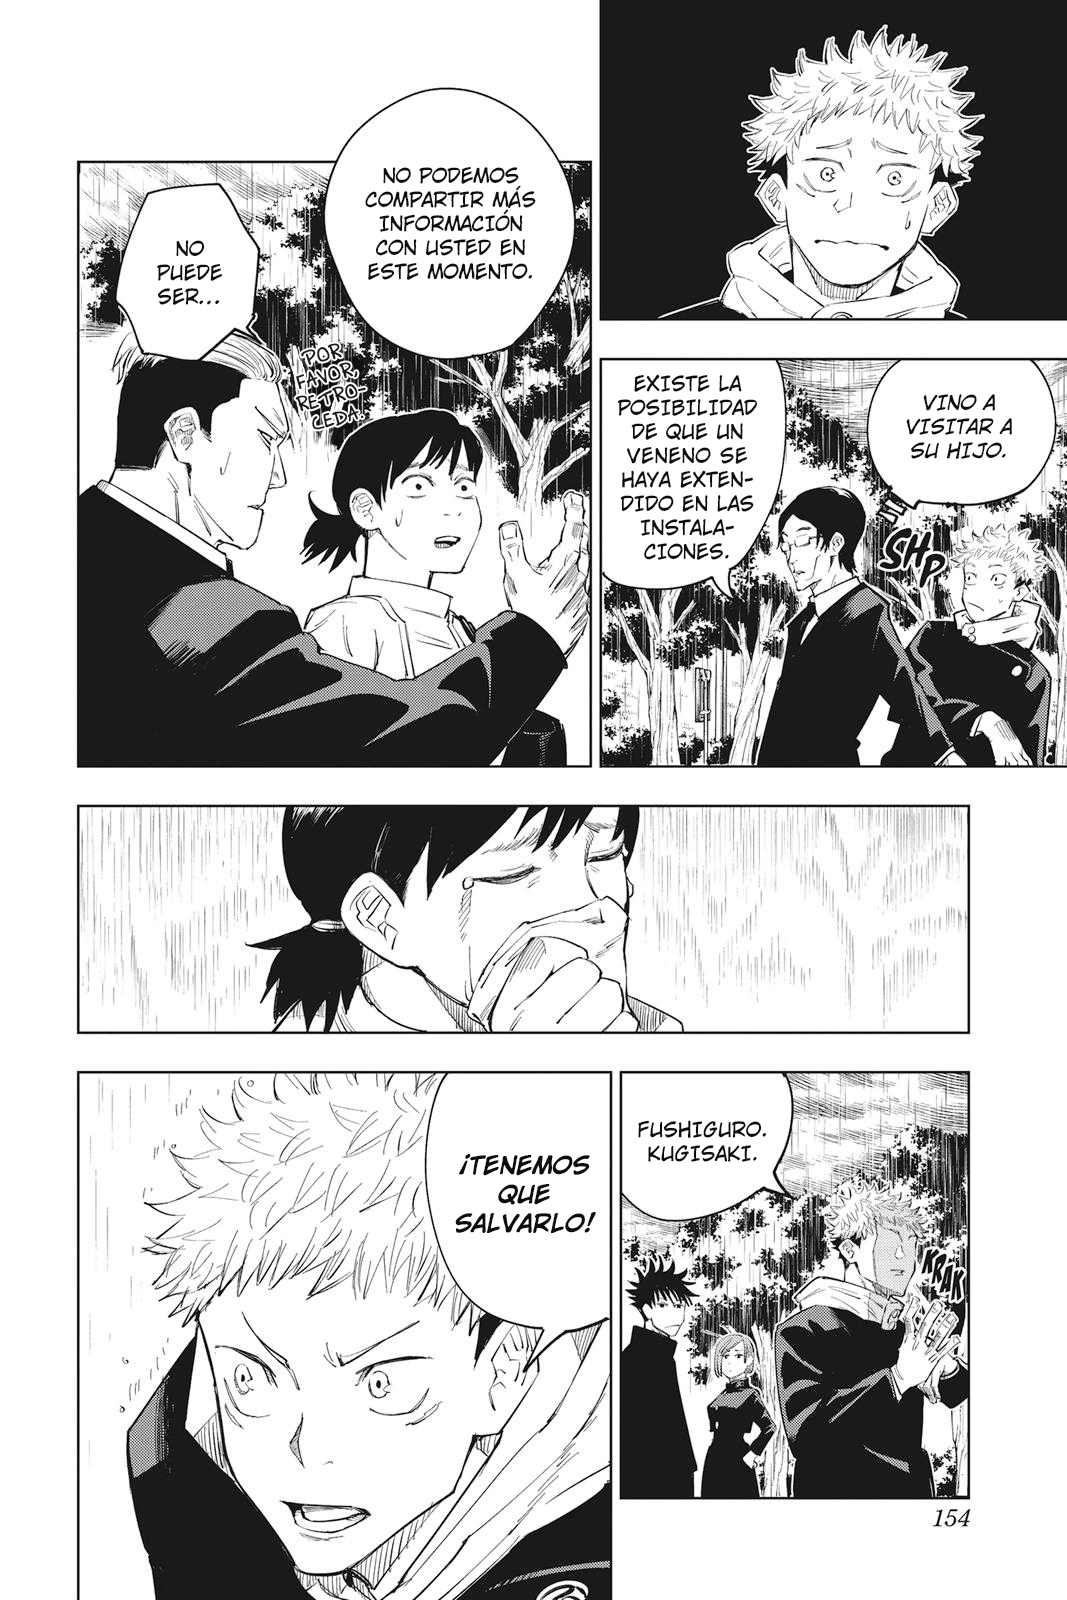 VINO A
VISITAR A
SU HIJO.
SHP
EXISTE LA
POSIBILIDAD
DE QUE UN
VENENO SE
HAYA EXTEN-
DIDO EN LAS
INSTALA-
CIONES.
NO PODEMOS
COMPARTIR MÁS
INFORMACIÓN
CON USTED EN
ESTE MOMENTO.
POR
FAVOR,
RETRO-
CEDA.
NO
PUEDE
SER...
FUSHIGURO.
KUGISAKI.
KRAK
¡TENEMOS
QUE
SALVARLO!
154